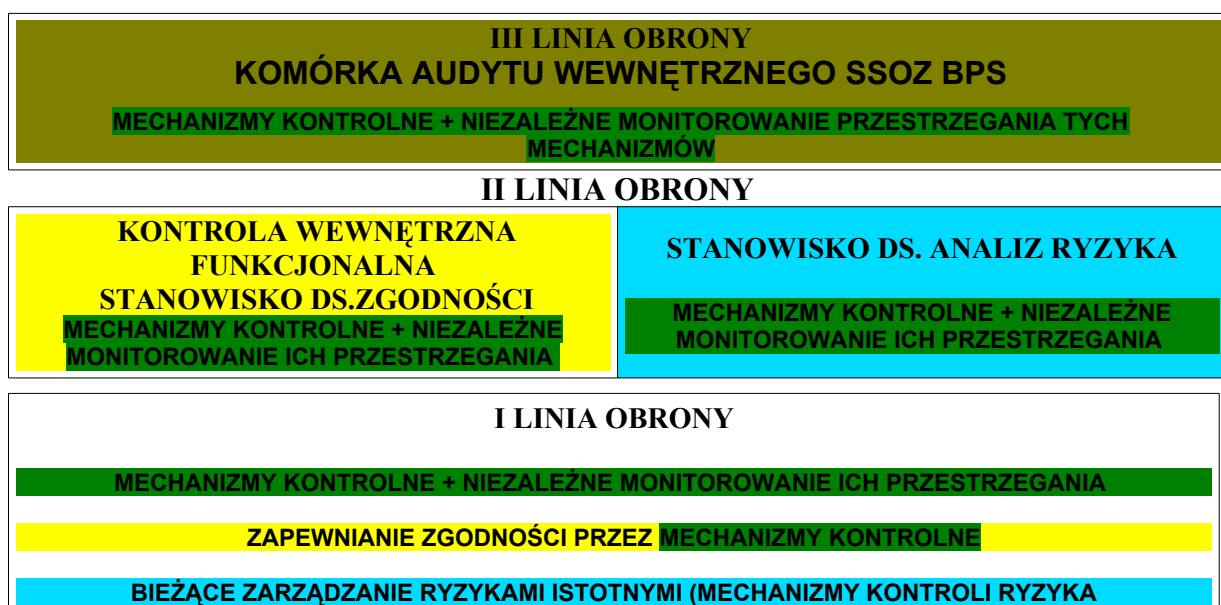 III LINIA OBRONY
KOMÓRKA AUDYTU WEWNĘTRZNEGO SSOZ BPS
MECHANIZMY KONTROLNE + NIEZALEŻNE MONITOROWANIE PRZESTRZEGANIA TYCH
MECHANIZMÓW
II LINIA OBRONY
KONTROLA WEWNĘTRZNA
FUNKCJONALNA
STANOWISKO DS.ZGODNOŚCI
MECHANIZMY KONTROLNE + NIEZALEŻNE
MONITOROWANIE ICH PRZESTRZEGANIA
STANOWISKO DS. ANALIZ RYZYKA
MECHANIZMY KONTROLNE + NIEZALEŻNE
MONITOROWANIE ICH PRZESTRZEGANIA
I LINIA OBRONY
MECHANIZMY KONTROLNE + NIEZALEŻNE MONITOROWANIE ICH PRZESTRZEGANIA
ZAPEWNIANIE ZGODNOŚCI PRZEZ MECHANIZMY KONTROLNE
BIEŻĄCE ZARZĄDZANIE RYZYKAMI ISTOTNYMI (MECHANIZMY KONTROLI RYZYKA